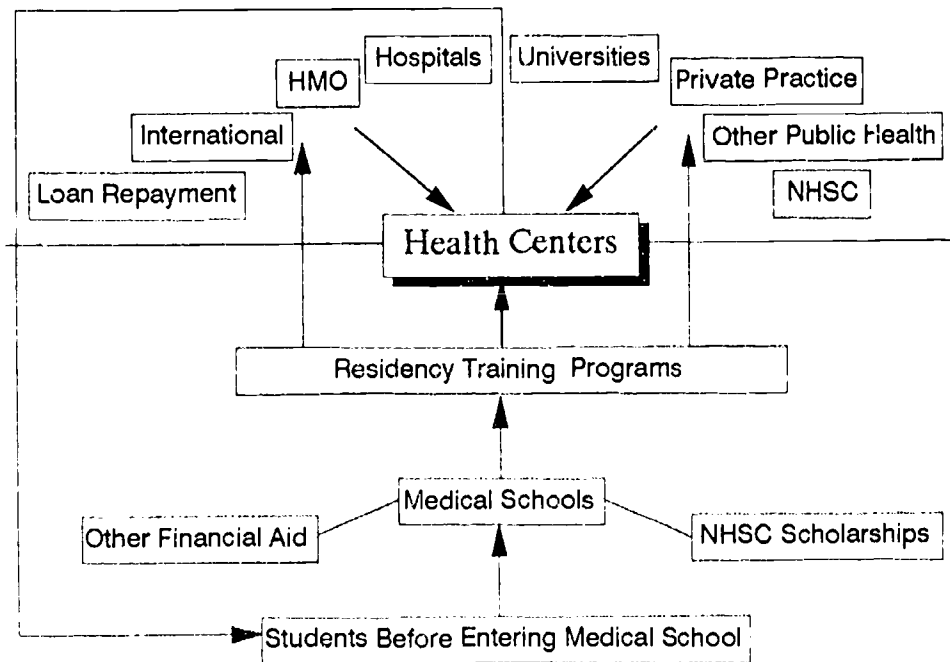 Hospitals
Universities
HMO
Private Practice
International
Other Public Health
Loan Repayment
NHSC
Health Centers
Residency Training Programs
Medical Schools
Other Financial Aid
NHSC Scholarships
Students Before Entering Medical School